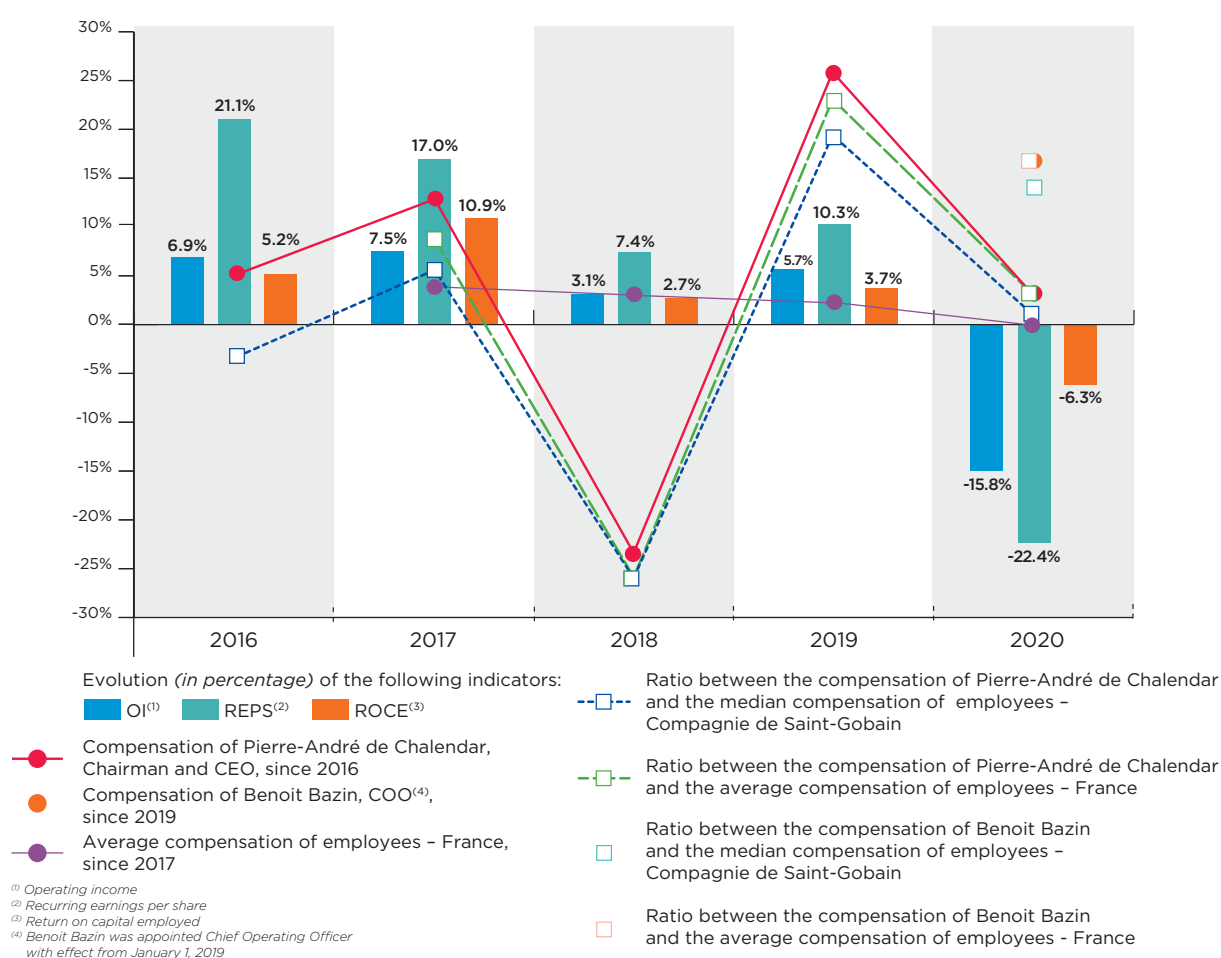 30%
25%
20%
15%
10%
5%
0%
-5%
-10%
-15%
-20%
-25%
-30%
6.9%
21.1%
5.2%
7.5%
17.0%
10.9%
3.1%
7.4%
2.7%
5.7%
10.3%
3.7%
-15.8%
-22.4%
-6.3%
2016 2017 2018 2019 2020
Evolution (in percentage) of the following indicators:
OI(1) REPS(2) ROCE(3)
Compensation of Pierre-André de Chalendar,
Chairman and CEO, since 2016
Compensation of Benoit Bazin, COO(4),
since 2019
Average compensation of employees – France,
since 2017
(1) Operating income
(2) Recurring earnings per share
(3) Return on capital employed
(4) Benoit Bazin was appointed Chief Operating Officer
with effect from January 1, 2019
Ratio between the compensation of Pierre-André de Chalendar
and the median compensation of employees –
Compagnie de Saint-Gobain
Ratio between the compensation of Pierre-André de Chalendar
and the average compensation of employees – France
Ratio between the compensation of Benoit Bazin
and the median compensation of employees –
Compagnie de Saint-Gobain
Ratio between the compensation of Benoit Bazin
and the average compensation of employees - France